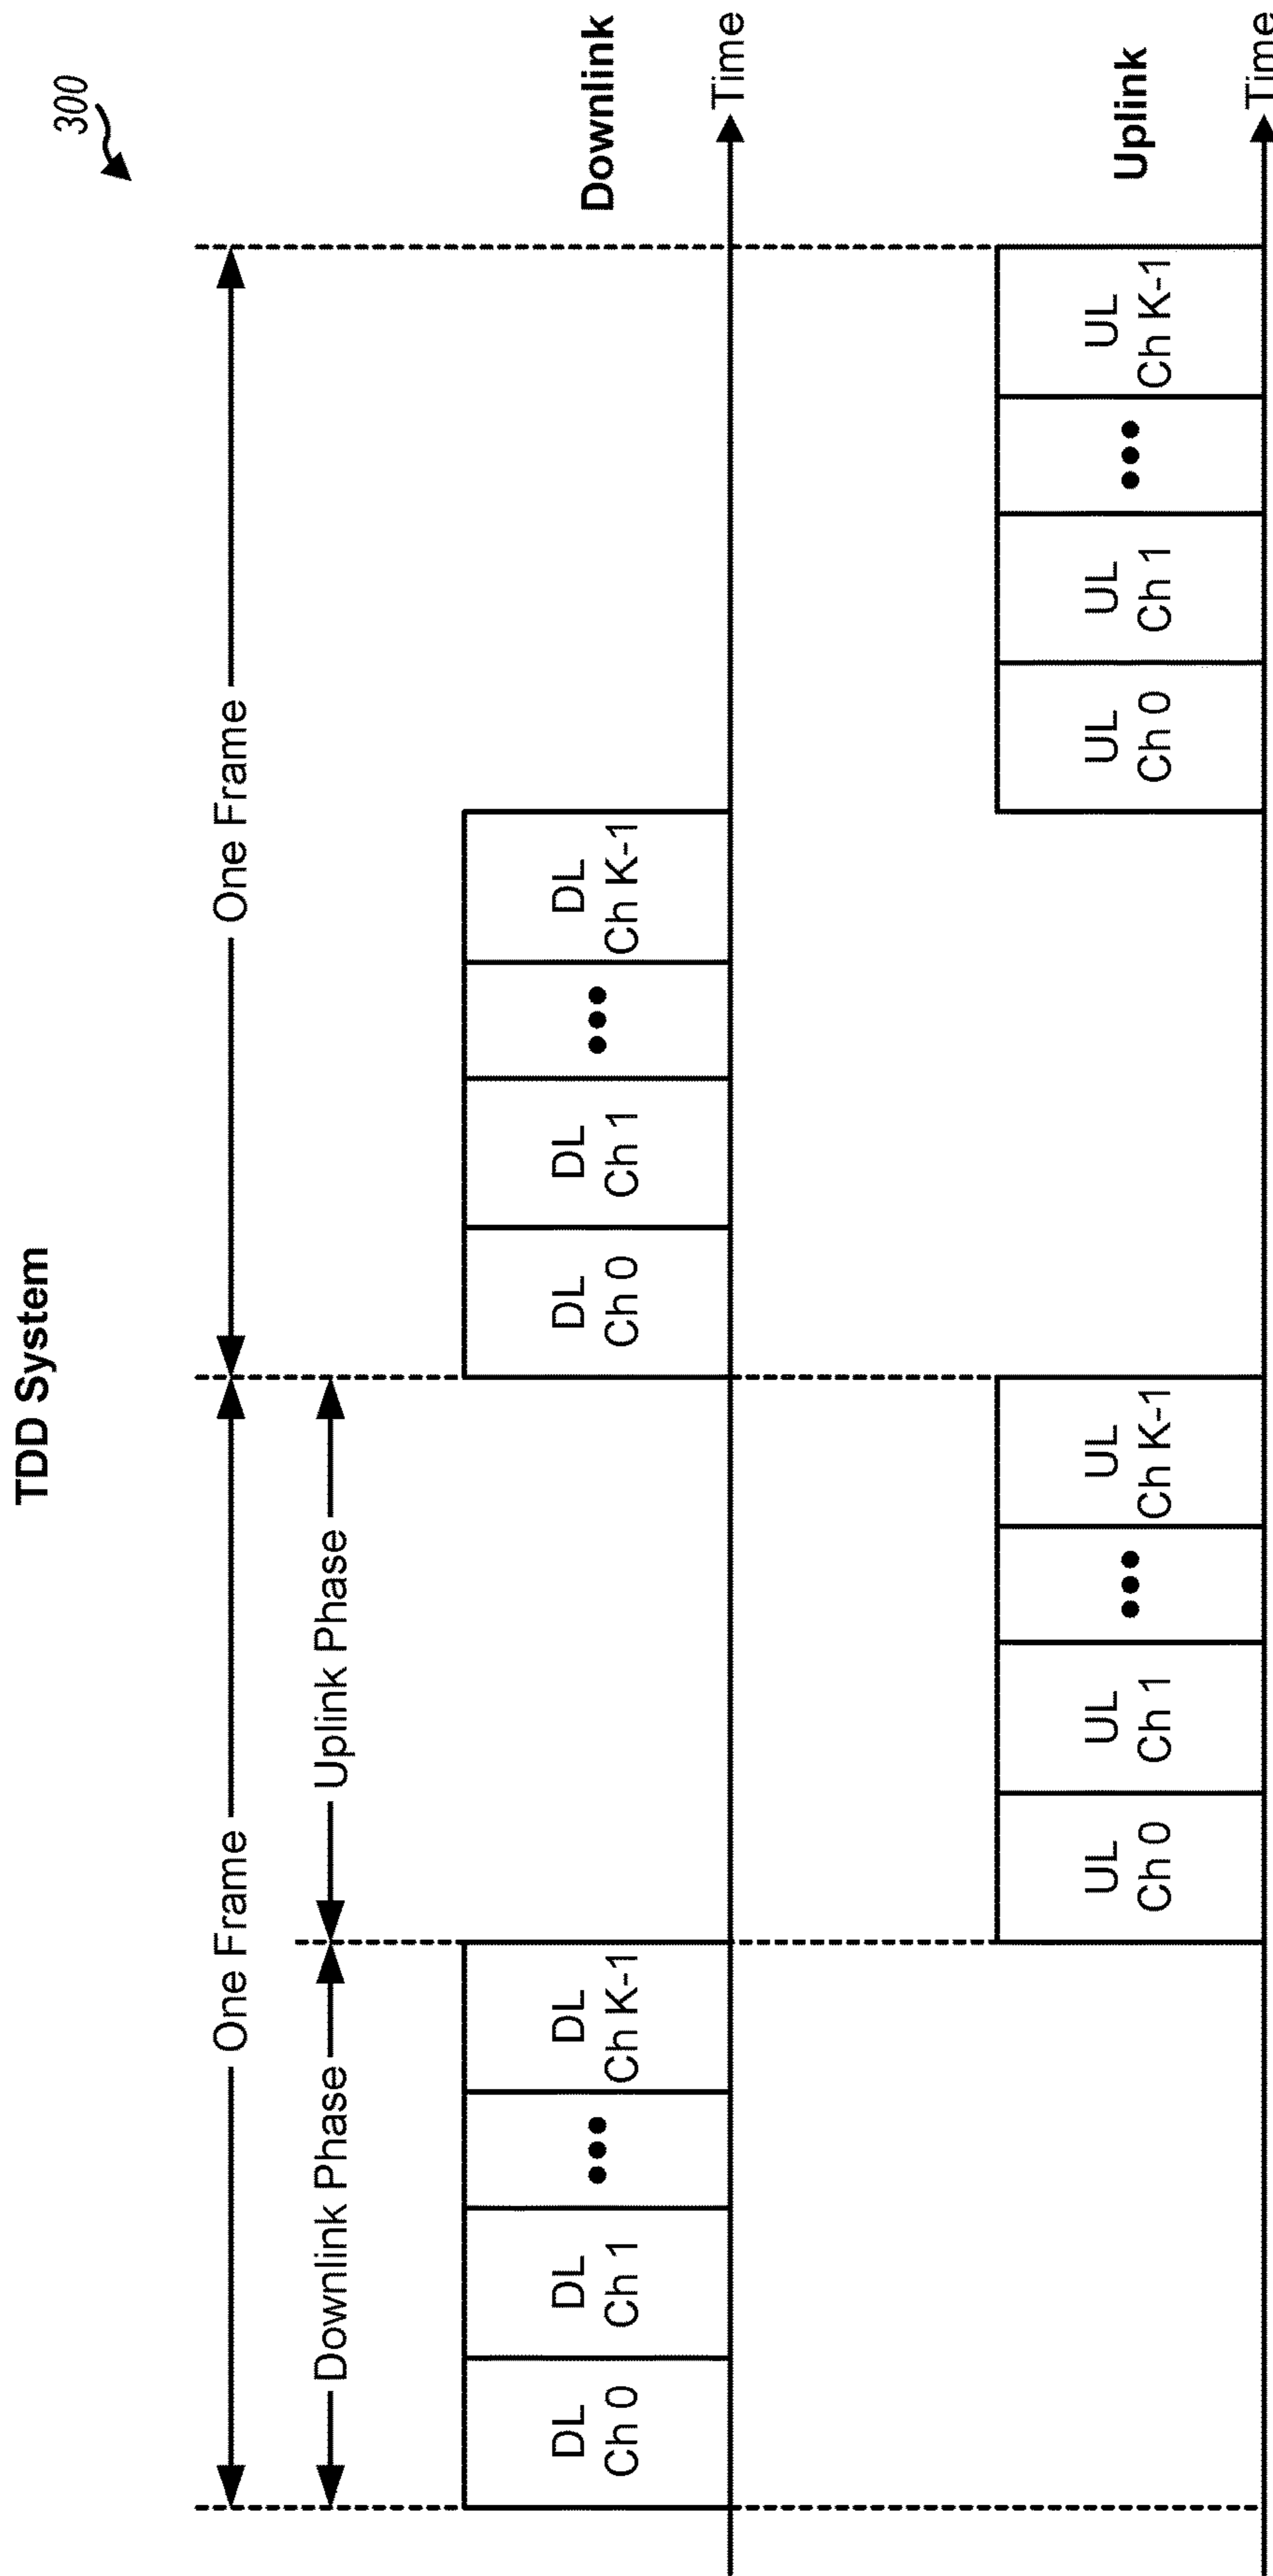 TDD System
300
One Frame
One Frame
Downlink Phase
Uplink Phase
Downlink
DL
Ch 0
DL
Ch 1
•••
DL
Ch K-1
DL
Ch 0
DL
Ch 1
•••
DL
Ch K-1
Time
Uplink
UL
Ch 0
UL
Ch 1
•••
UL
Ch K-1
UL
Ch 0
UL
Ch 1
•••
UL
Ch K-1
Time